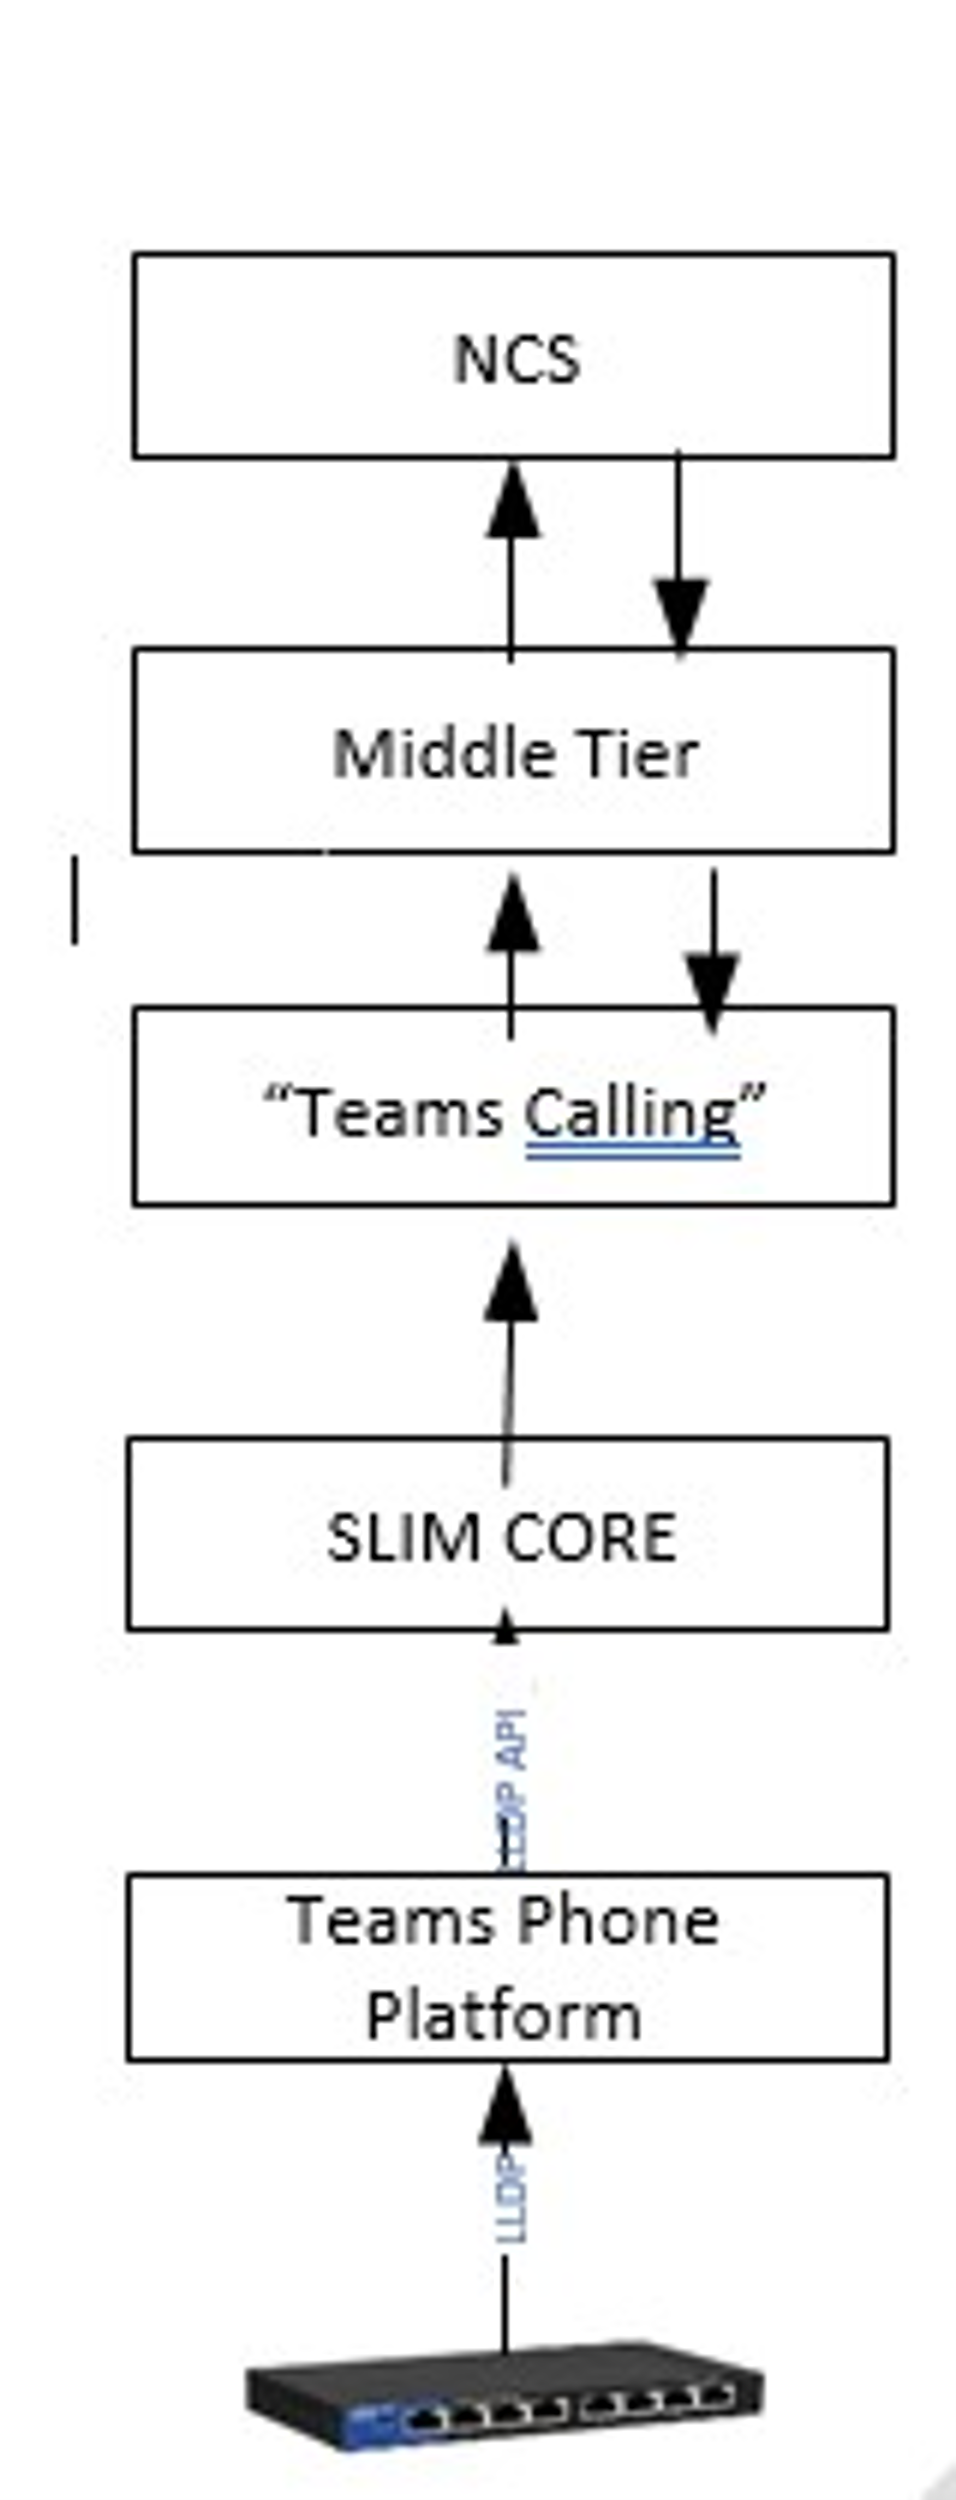 NCS
Middle Tier
“Teams Calling”
SLIM CORE
LLDP API
Teams Phone
Platform
LLDP